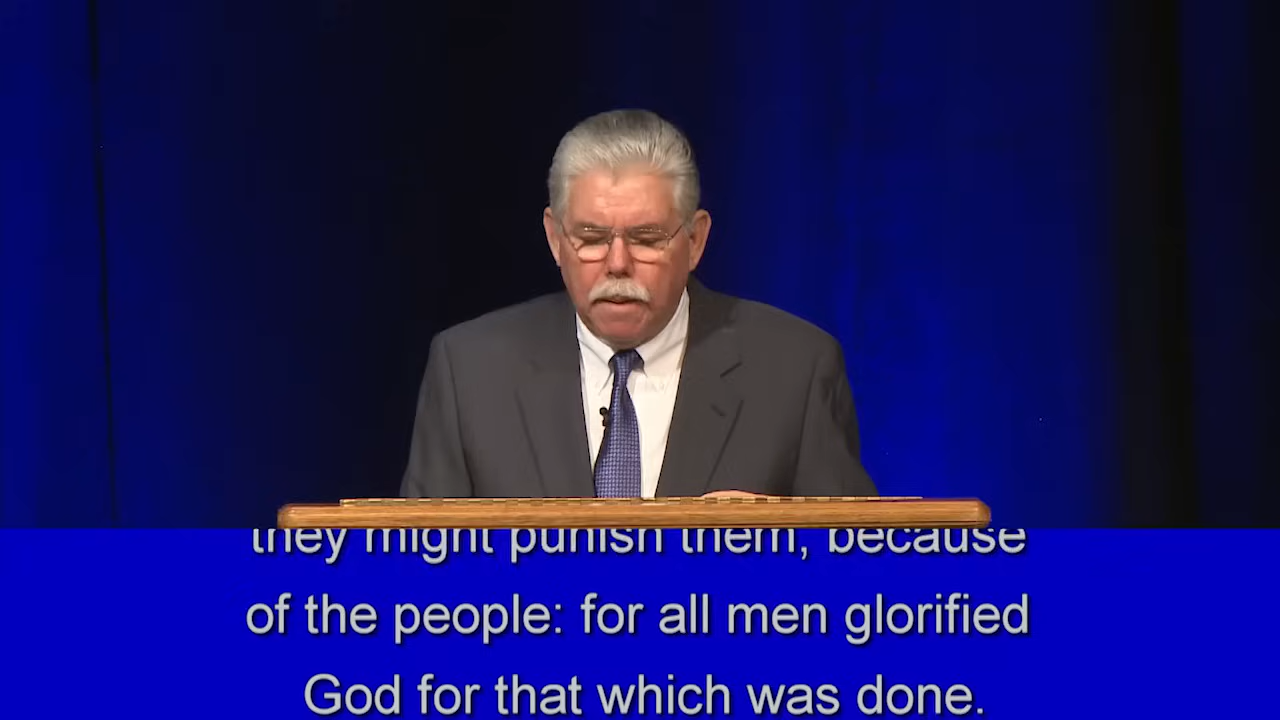 they might punish them, because
of the people: for all men glorified
God for that which was done.